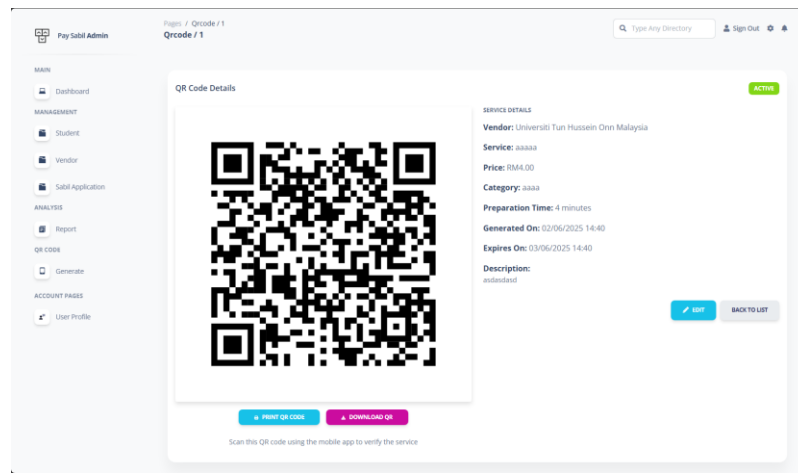 Pay Sabil Admin
Pages / Qrcode / 1
Qrcode / 1
Type Any Directory
Sign Out
MAIN
Dashboard
MANAGEMENT
Student
Vendor
Sabil Application
ANALYSIS
Report
QR CODE
Generate
ACCOUNT PAGES
User Profile
QR Code Details
ACTIVE
SERVICE DETAILS
Vendor: Universiti Tun Hussein Onn Malaysia
Service: aaaaa
Price: RM4.00
Category: aaaa
Preparation Time: 4 minutes
Generated On: 02/06/2025 14:40
Expires On: 03/06/2025 14:40
Description:
asdasdasd
EDIT
BACK TO LIST
PRINT QR CODE
DOWNLOAD QR
Scan this QR code using the mobile app to verify the service